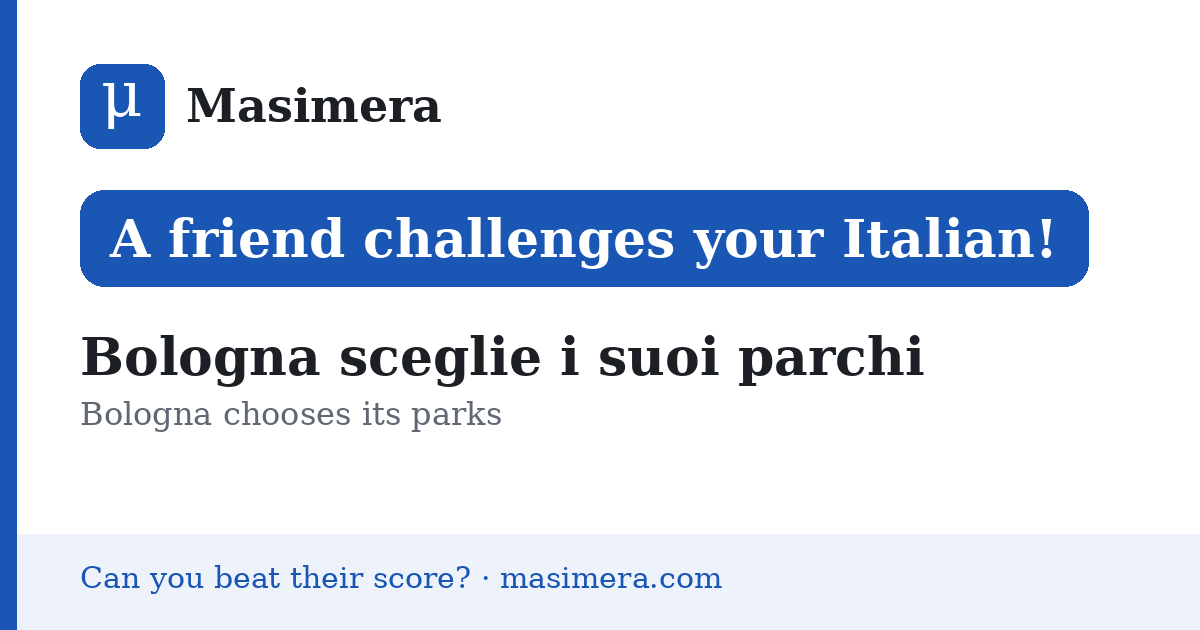 μ Masimera
A friend challenges your Italian!
Bologna sceglie i suoi parchi
Bologna chooses its parks
Can you beat their score? · masimera.com